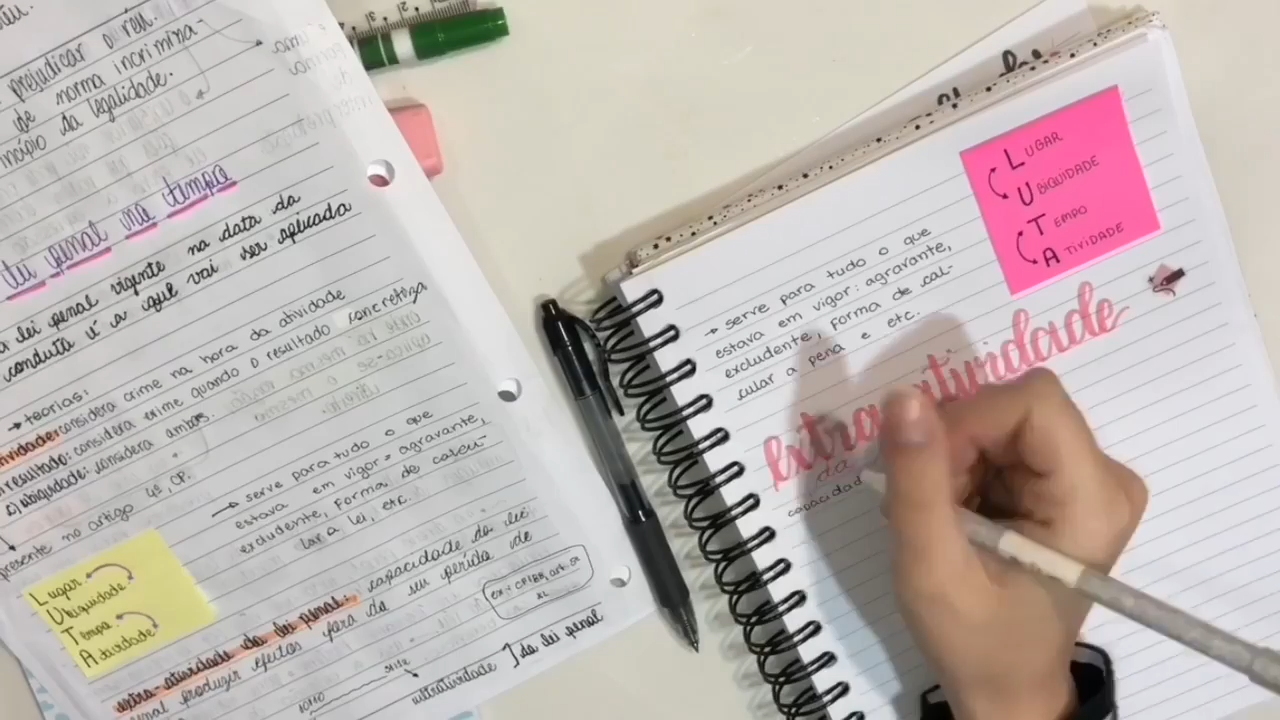 prejudicar o réu.
de norma incrimina-
da legalidade.
lei penal no tempo
a lei penal vigente na data da
conduta é a que vai ser aplicada
→ teorias:
considera crime na hora da atividade
resultado: considera crime quando o resultado concretiza
c) ubiquidade: considera ambos.
presente no artigo 4º, CP.
→ serve para tudo o que
estava em vigor: agravante,
excludente, forma de calcu-
lar a lei, etc.
Lugar
Ubiquidade
Tempo
Atividade
extra-atividade da lei penal: capacidade da lei
penal produzir efeitos fora do seu período de
ultratividade ] da lei penal
LUGAR
UBIQUIDADE
TEMPO
ATIVIDADE
→ serve para tudo o que
estava em vigor: agravante,
excludente, forma de cal-
cular a pena e etc.
extra-atividade
da
capacidad